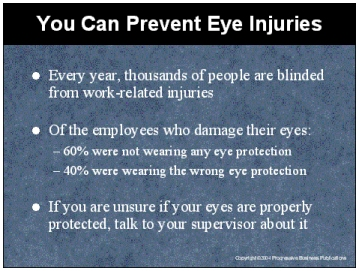 You Can Prevent Eye Injuries
● Every year, thousands of people are blinded
from work-related injuries
● Of the employees who damage their eyes:
– 60% were not wearing any eye protection
– 40% were wearing the wrong eye protection
● If you are unsure if your eyes are properly
protected, talk to your supervisor about it
Copyright©2004 Progressive Business Publications